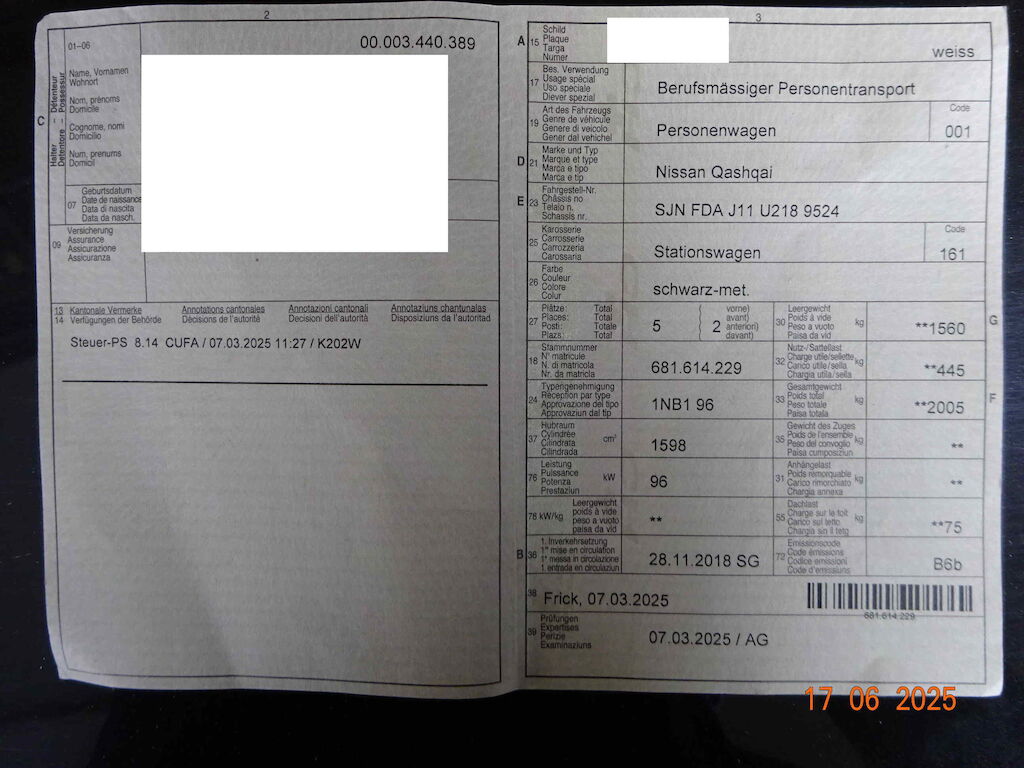 2
01–06
00.003.440.389
C
Halter
Détenteur
Detentore
Possessur
Name, Vornamen
Wohnort
Nom, prénoms
Domicile
Cognome, nomi
Domicilio
Num, prenums
Domicil
07
Geburtsdatum
Date de naissance
Data di nascita
Data da nasch.
09
Versicherung
Assurance
Assicurazione
Assicuranza
13 Kantonale Vermerke Annotations cantonales Annotazioni cantonali Annotaziuns chantunalas
14 Verfügungen der Behörde Décisions de l'autorité Decisioni dell'autorità Disposiziuns da l'autoritad
Steuer-PS 8.14 CUFA / 07.03.2025 11:27 / K202W
3
A 15
Schild
Plaque
Targa
Numer
weiss
17
Bes. Verwendung
Usage spécial
Uso speciale
Diever spezial
Berufsmässiger Personentransport
19
Art des Fahrzeugs
Genre de véhicule
Genere di veicolo
Gener dal vehichel
Personenwagen
Code
001
D 21
Marke und Typ
Marque et type
Marca e tipo
Marca e tip
Nissan Qashqai
E 23
Fahrgestell-Nr.
Châssis no
Telaio n.
Schassis nr.
SJN FDA J11 U218 9524
25
Karosserie
Carrosserie
Carrozzeria
Carossaria
Stationswagen
Code
161
26
Farbe
Couleur
Colore
Colur
schwarz-met.
27
Plätze: Total
Places: Total
Posti: Totale
Plazs: Total
5
2
vorne)
avant)
anteriori)
davant)
30
Leergewicht
Poids à vide
Peso a vuoto
Paisa da vid
kg
**1560
G
18
Stammnummer
N° matricule
N. di matricola
Nr. da matricla
681.614.229
32
Nutz-/Sattellast
Charge utile/sellette
Carico utile/sella
Chargia utila/sella
kg
**445
24
Typengenehmigung
Réception par type
Approvazione del tipo
Approvaziun dal tip
1NB1 96
33
Gesamtgewicht
Poids total
Peso totale
Paisa totala
kg
**2005
F
37
Hubraum
Cylindrée
Cilindrata
Cilindrada
cm³
1598
35
Gewicht des Zuges
Poids de l'ensemble
Peso del convoglio
Paisa cumposiziun
kg
**
76
Leistung
Puissance
Potenza
Prestaziun
kW
96
31
Anhängelast
Poids remorquable
Carico rimorchiato
Chargia annexa
kg
**
78 kW/kg
Leergewicht
poids à vide
peso a vuoto
paisa da vid
**
55
Dachlast
Charge sur le toit
Carico sul tetto
Chargia sin il tetg
kg
**75
B 36
1. Inverkehrsetzung
1re mise en circulation
1a messa in circolazione
1. entrada en circulaziun
28.11.2018 SG
72
Emissionscode
Code émissions
Codice emissioni
Code d'emissiuns
B6b
38
Frick, 07.03.2025
681.614.229
39
Prüfungen
Expertises
Perizie
Examinaziuns
07.03.2025 / AG
17 06 2025